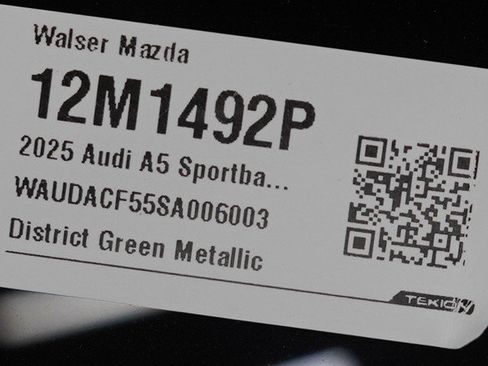 Walser Mazda
12M1492P
2025 Audi A5 Sportba...
WAUDACF55SA006003
District Green Metallic
TEKION